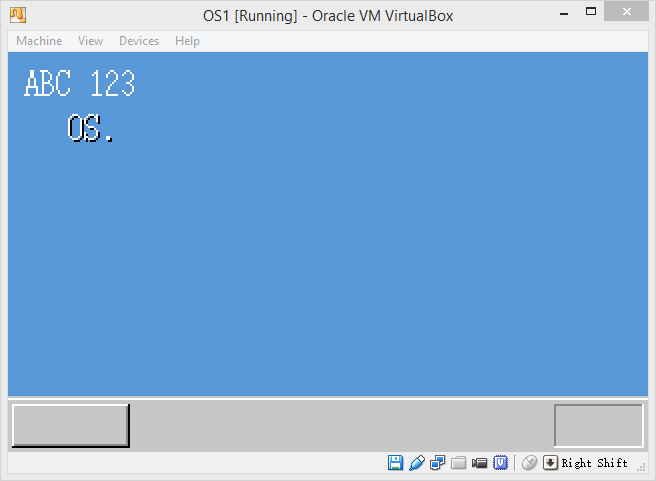 OS1 [Running] - Oracle VM VirtualBox
Machine View Devices Help
ABC 123
OS.
Right Shift